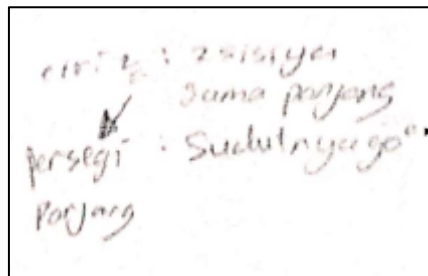 ciri² : 2 sisinya
sama panjang
persegi : Sudutnya 90°.
panjang